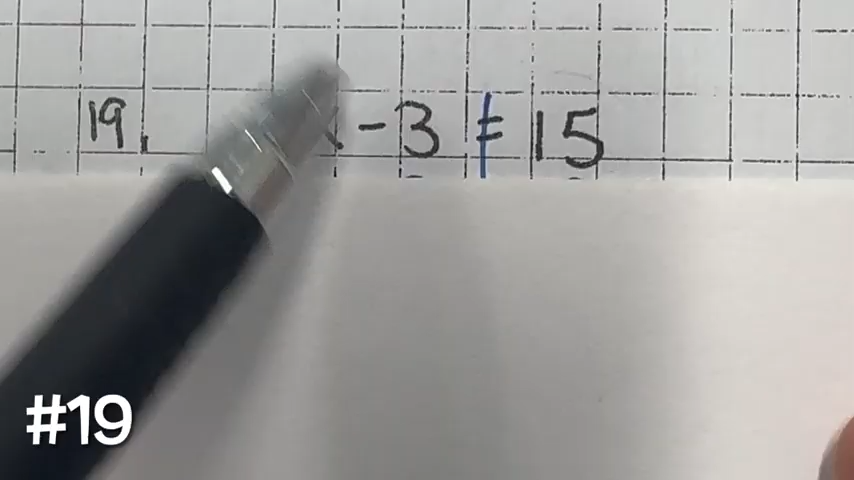 19. - 3 = 15
#19